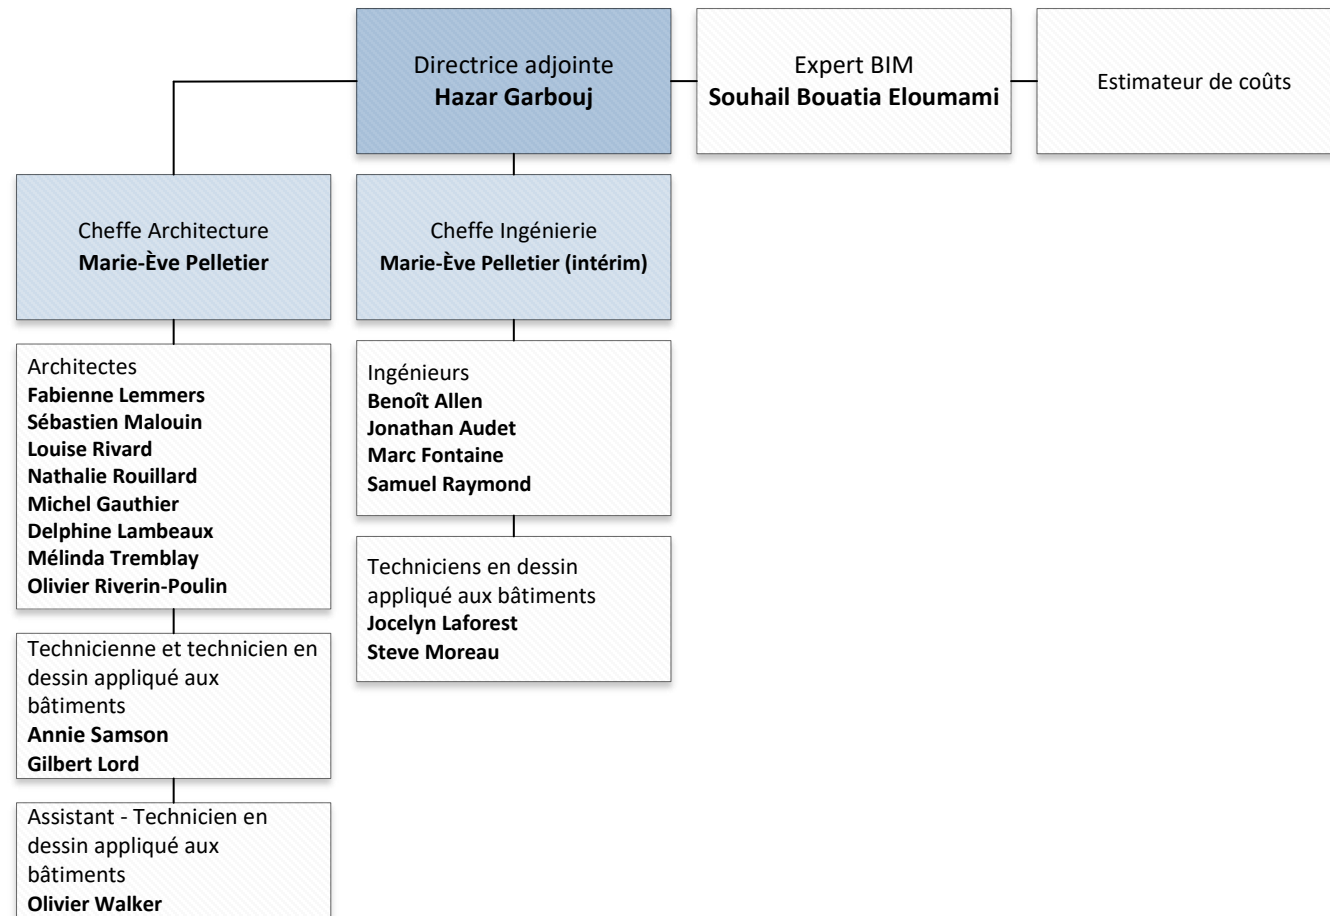 Directrice adjointe
Hazar Garbouj
Expert BIM
Souhail Bouatia Eloumami
Estimateur de coûts
Cheffe Architecture
Marie-Ève Pelletier
Cheffe Ingénierie
Marie-Ève Pelletier (intérim)
Architectes
Fabienne Lemmers
Sébastien Malouin
Louise Rivard
Nathalie Rouillard
Michel Gauthier
Delphine Lambeaux
Mélinda Tremblay
Olivier Riverin-Poulin
Ingénieurs
Benoît Allen
Jonathan Audet
Marc Fontaine
Samuel Raymond
Techniciens en dessin
appliqué aux bâtiments
Jocelyn Laforest
Steve Moreau
Technicienne et technicien en
dessin appliqué aux
bâtiments
Annie Samson
Gilbert Lord
Assistant - Technicien en
dessin appliqué aux
bâtiments
Olivier Walker